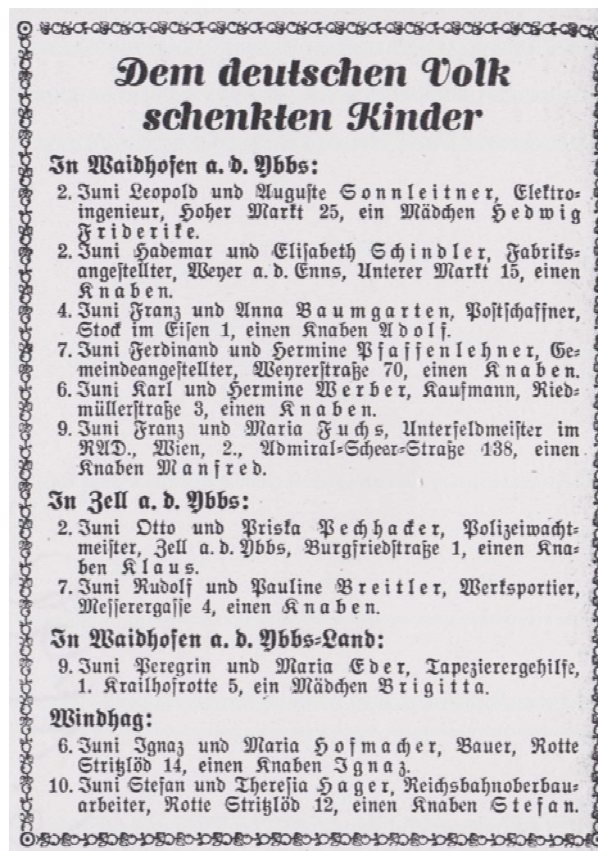 Dem deutschen Volk
schenkten Kinder
In Waidhofen a. d. Ybbs:
2. Juni Leopold und Auguste Sonnleitner, Elektro-
ingenieur, Hoher Markt 25, ein Mädchen Hedwig
Friderike.
2. Juni Hademar und Elisabeth Schindler, Fabriks-
angestellter, Weyer a. d. Enns, Unterer Markt 15, einen
Knaben.
4. Juni Franz und Anna Baumgarten, Postschaffner,
Stock im Eisen 1, einen Knaben Adolf.
7. Juni Ferdinand und Hermine Pfaffenlehner, Ge-
meindeangestellter, Weyrerstraße 70, einen Knaben.
6. Juni Karl und Hermine Werber, Kaufmann, Ried-
müllerstraße 3, einen Knaben.
9. Juni Franz und Maria Fuchs, Unterfeldmeister im
RAD., Wien, 2., Admiral-Scheer-Straße 138, einen
Knaben Manfred.
In Zell a. d. Ybbs:
2. Juni Otto und Priska Pechhacker, Polizeiwacht-
meister, Zell a. d. Ybbs, Burgfriedstraße 1, einen Kna-
ben Klaus.
7. Juni Rudolf und Pauline Breitler, Werksportier,
Messerergasse 4, einen Knaben.
In Waidhofen a. d. Ybbs-Land:
9. Juni Peregrin und Maria Eder, Tapezierergehilfe,
1. Krailhofrotte 5, ein Mädchen Brigitta.
Windhag:
6. Juni Ignaz und Maria Hofmacher, Bauer, Rotte
Stritzlöd 14, einen Knaben Ignaz.
10. Juni Stefan und Theresia Hager, Reichsbahnoberbau-
arbeiter, Rotte Stritzlöd 12, einen Knaben Stefan.